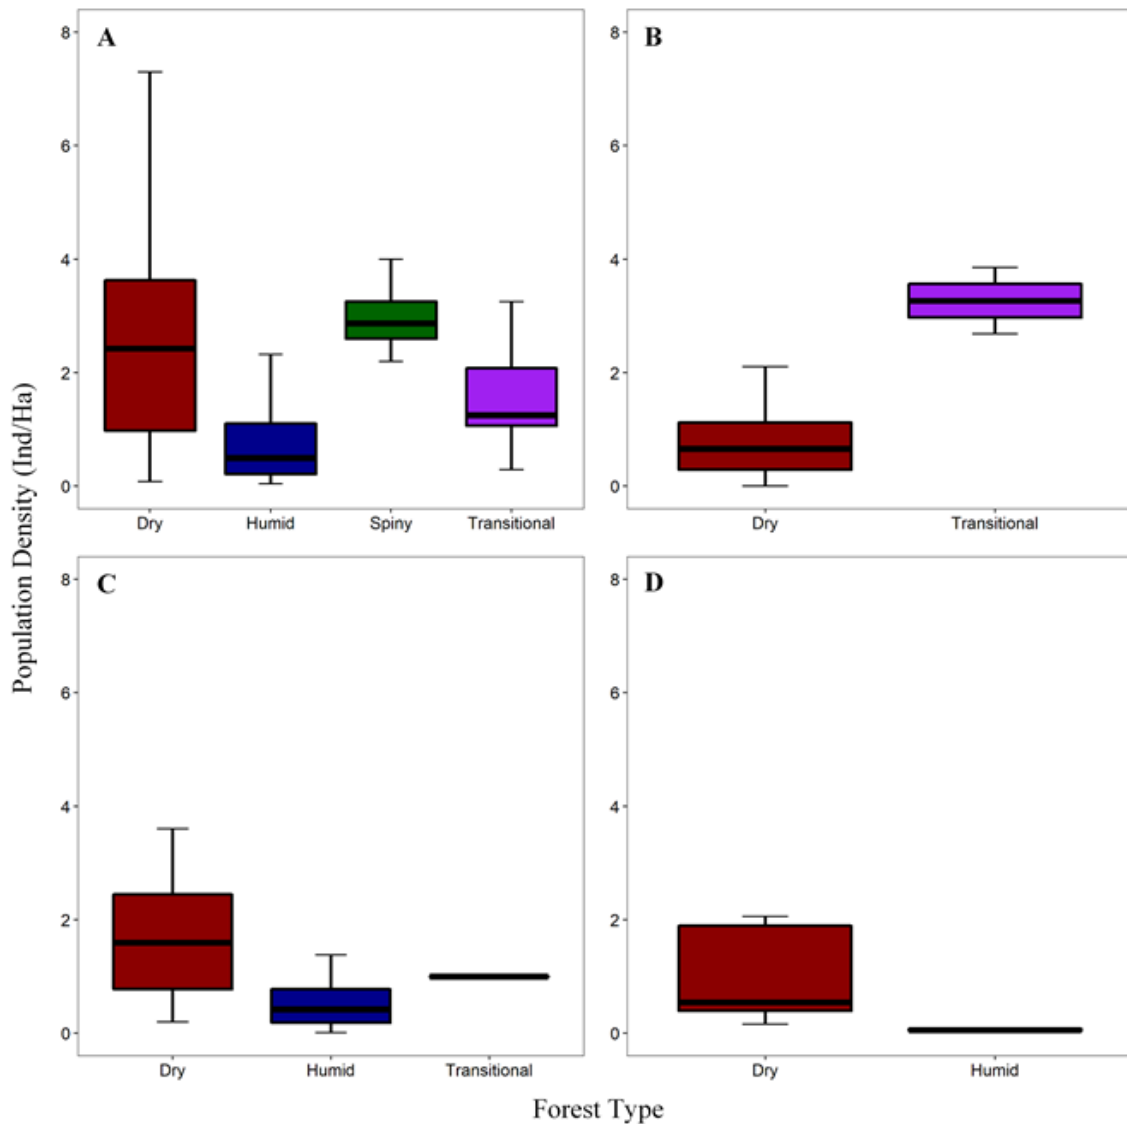 A
8
6
4
2
0
Dry Humid Spiny Transitional
B
8
6
4
2
0
Dry Transitional
Population Density (Ind/Ha)
C
8
6
4
2
0
Dry Humid Transitional
D
8
6
4
2
0
Dry Humid
Forest Type